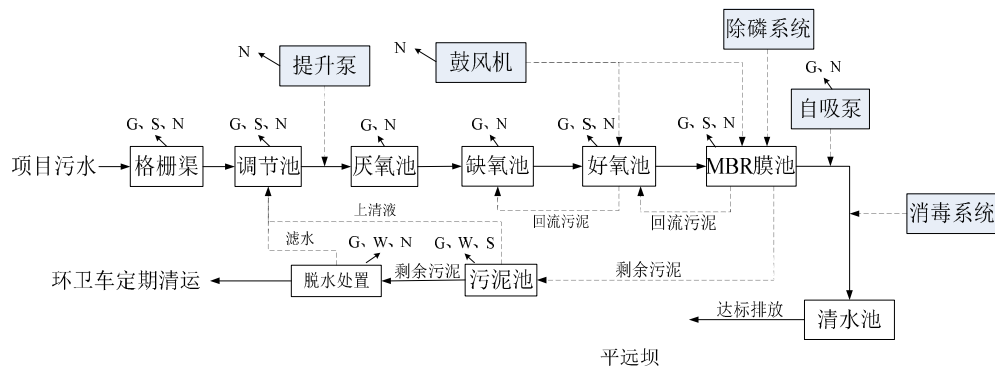 除磷系统
N
提升泵
N
鼓风机
G、N
自吸泵
G、S、N
G、S、N
G、N
G、N
G、S、N
G、S、N
项目污水
格栅渠
调节池
厌氧池
缺氧池
好氧池
MBR膜池
消毒系统
上清液
回流污泥
回流污泥
滤水
G、W、N
G、W、S
环卫车定期清运
脱水处置
剩余污泥
污泥池
剩余污泥
达标排放
清水池
平远坝